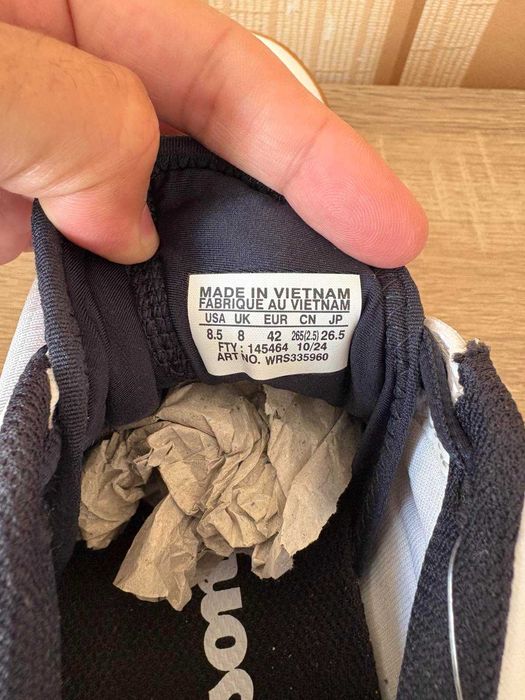 MADE IN VIETNAM
FABRIQUE AU VIETNAM
USA UK EUR CN JP
8.5 8 42 265(2.5) 26.5
FTY : 145464 10/24
ART NO. WRS335960
son